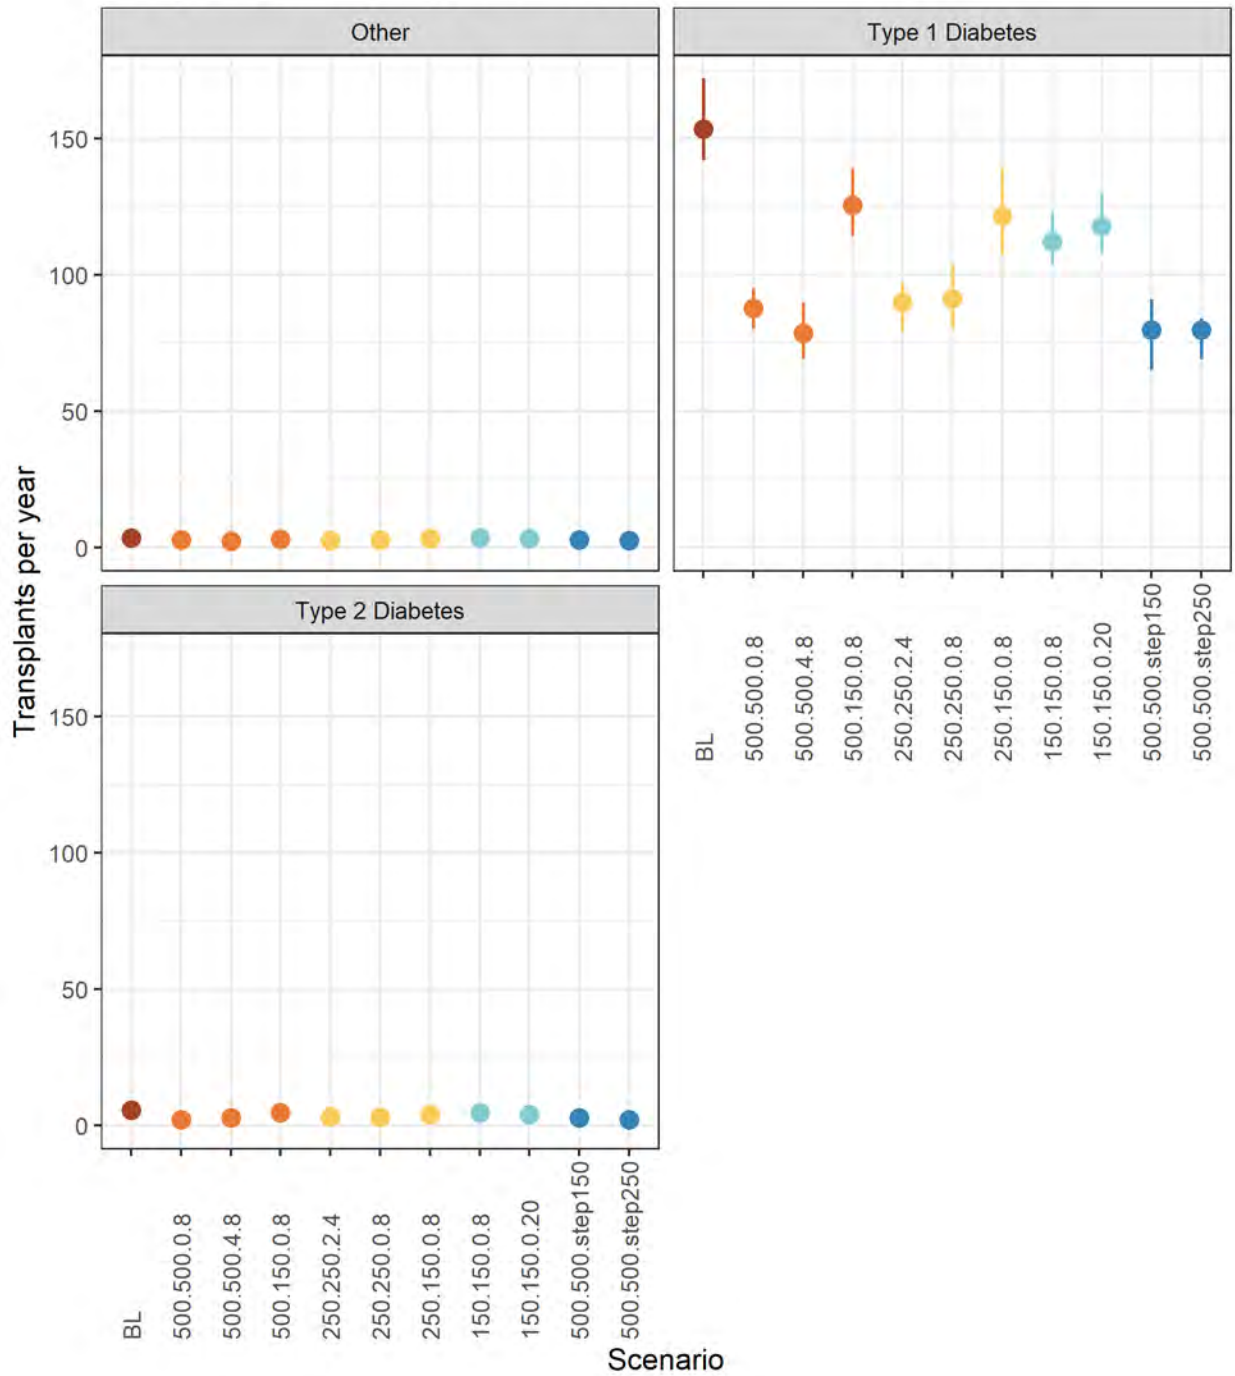 Other
Type 1 Diabetes
150
100
50
0
Transplants per year
BL
500.500.0.8
500.500.4.8
500.150.0.8
250.250.2.4
250.250.0.8
250.150.0.8
150.150.0.8
150.150.0.20
500.500.step150
500.500.step250
Type 2 Diabetes
150
100
50
0
BL
500.500.0.8
500.500.4.8
500.150.0.8
250.250.2.4
250.250.0.8
250.150.0.8
150.150.0.8
150.150.0.20
500.500.step150
500.500.step250
Scenario